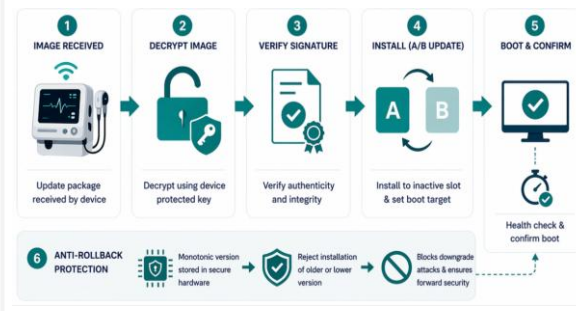 1
IMAGE RECEIVED
Update package
received by device
2
DECRYPT IMAGE
Decrypt using device
protected key
3
VERIFY SIGNATURE
Verify authenticity
and integrity
4
INSTALL (A/B UPDATE)
A
B
Install to inactive slot
& set boot target
5
BOOT & CONFIRM
Health check &
confirm boot
6
ANTI-ROLLBACK
PROTECTION
Monotonic version
stored in secure
hardware
Reject installation
of older or lower
version
Blocks downgrade
attacks & ensures
forward security